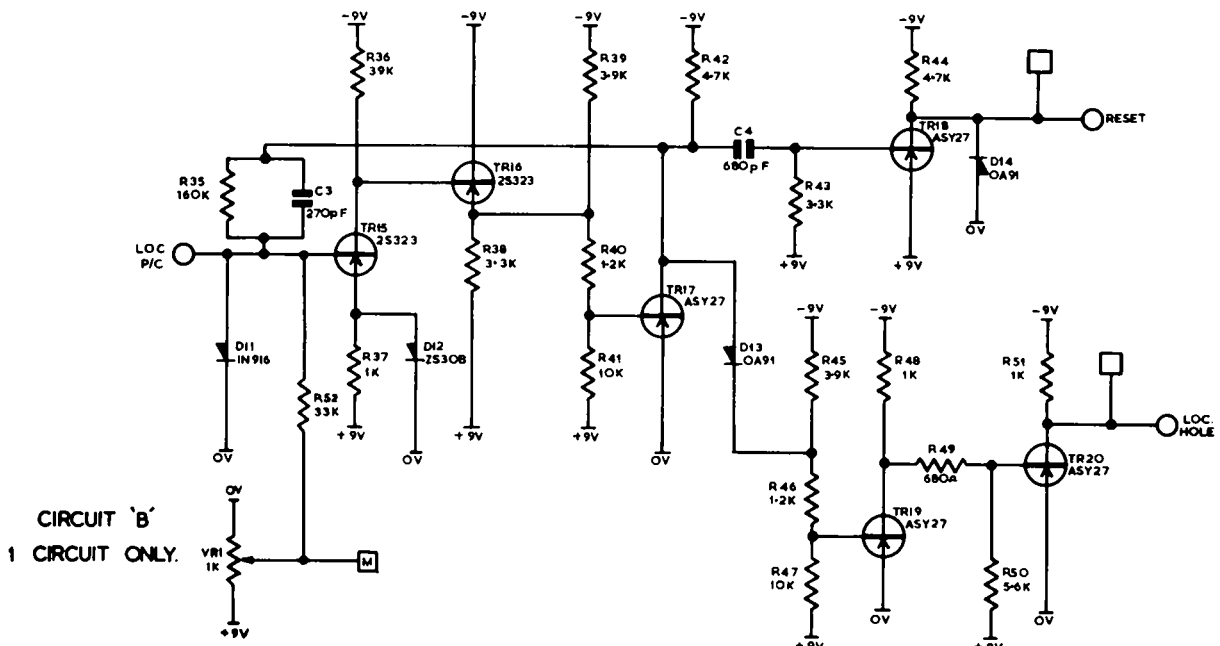 -9V
-9V
-9V
-9V
-9V
R36
39K
R39
3·9K
R42
4·7K
R44
4·7K
C4
680pF
TR18
ASY27
RESET
D14
OA91
0V
R35
160K
C3
270pF
TR16
2S323
R43
3·3K
+9V
+9V
LOC
P/C
TR15
2S323
R38
3·3K
R40
1·2K
TR17
ASY27
-9V
-9V
-9V
D11
IN916
R37
1K
D12
ZS30B
R41
10K
D13
OA91
R45
3·9K
R48
1K
R51
1K
R52
33K
+9V
+9V
+9V
0V
0V
0V
LOC.
HOLE
R49
680Ω
TR20
ASY27
R46
1·2K
TR19
ASY27
CIRCUIT 'B'
1 CIRCUIT ONLY.
0V
VR1
1K
M
+9V
R47
10K
R50
5·6K
0V
0V
+9V
+9V